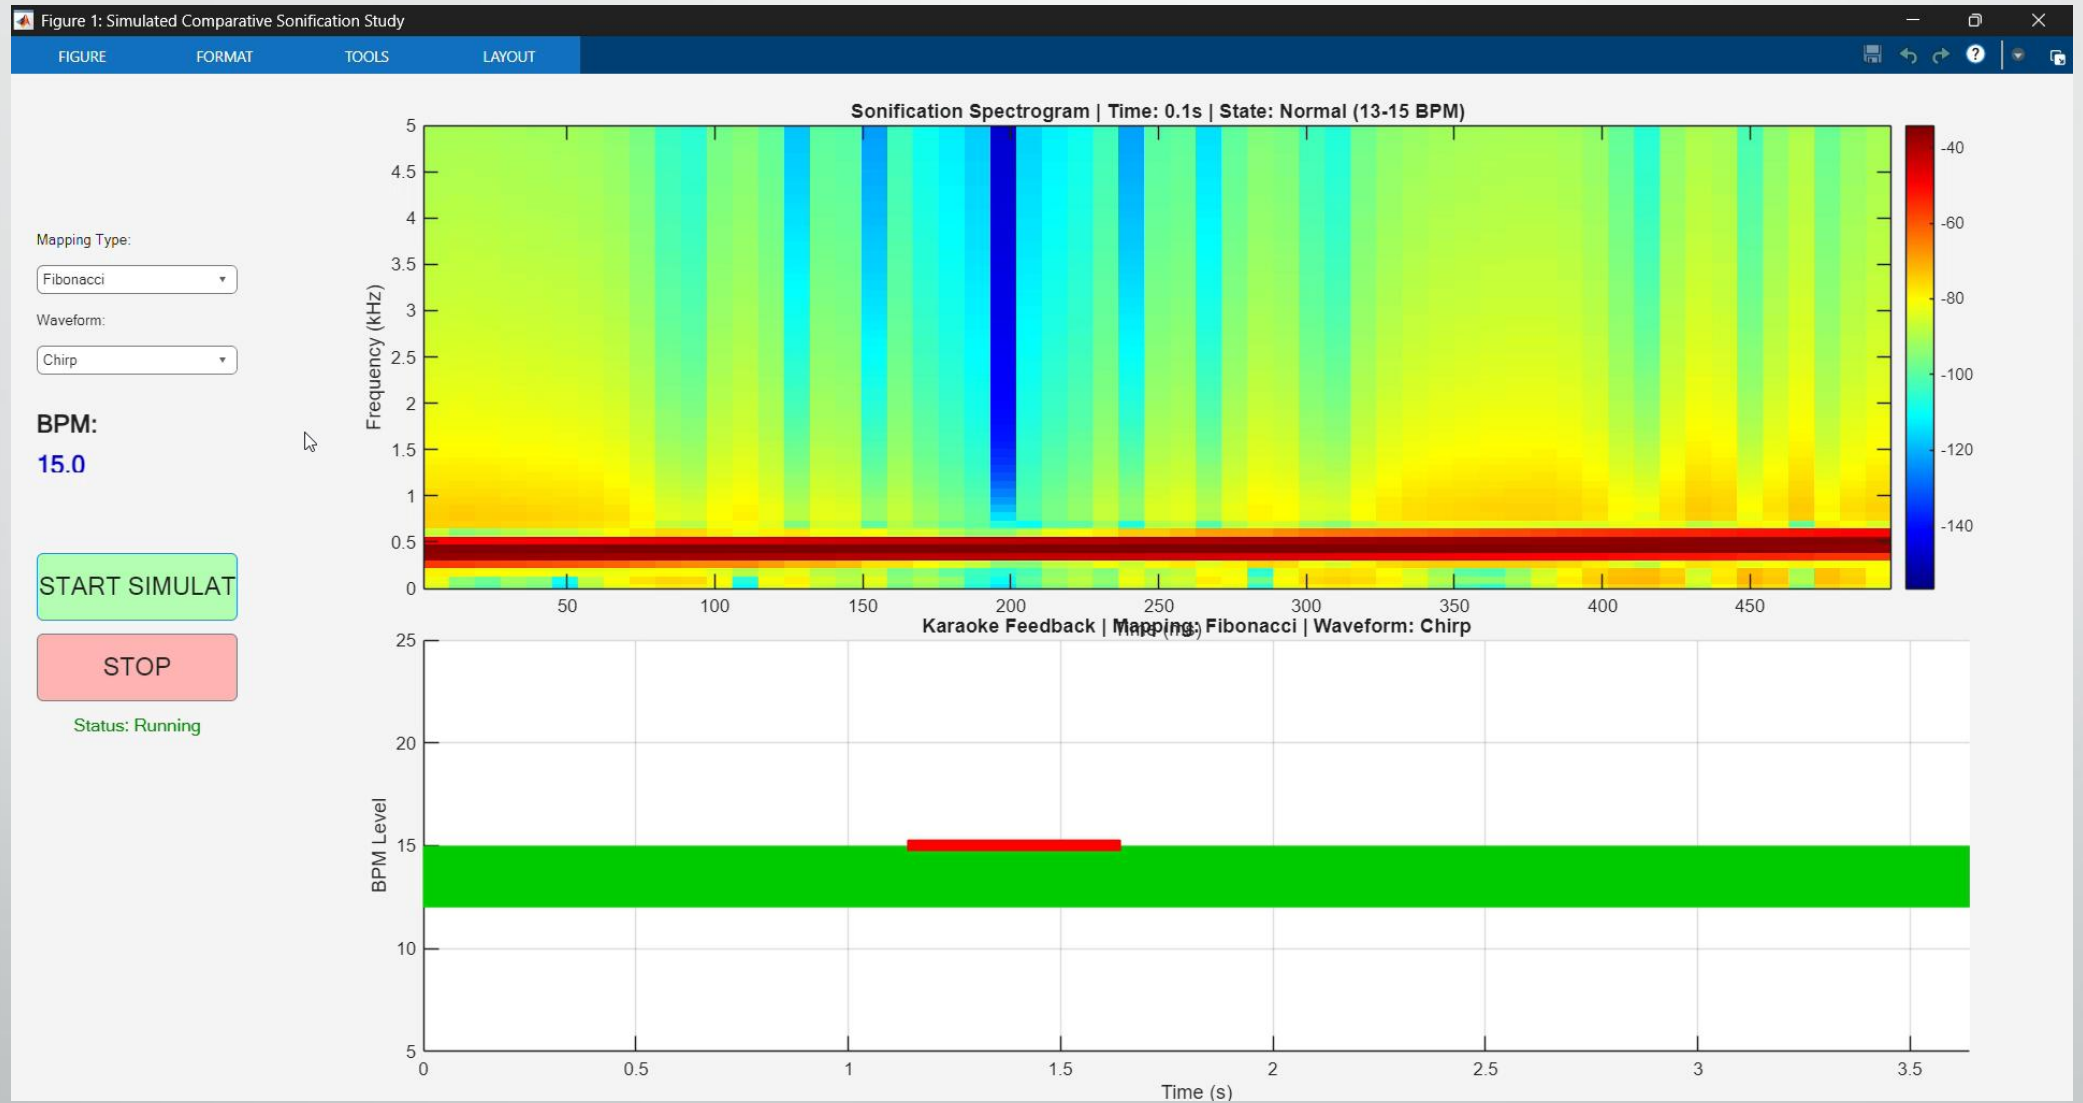 Figure 1: Simulated Comparative Sonification Study
FIGURE FORMAT TOOLS LAYOUT
Mapping Type:
Fibonacci
Waveform:
Chirp
BPM:
15.0
START SIMULAT
STOP
Status: Running
Sonification Spectrogram | Time: 0.1s | State: Normal (13-15 BPM)
Frequency (kHz)
5
4.5
4
3.5
3
2.5
2
1.5
1
0.5
0
50 100 150 200 250 300 350 400 450
Time (ms)
-40
-60
-80
-100
-120
-140
Karaoke Feedback | Mapping: Fibonacci | Waveform: Chirp
BPM Level
25
20
15
10
5
0 0.5 1 1.5 2 2.5 3 3.5
Time (s)